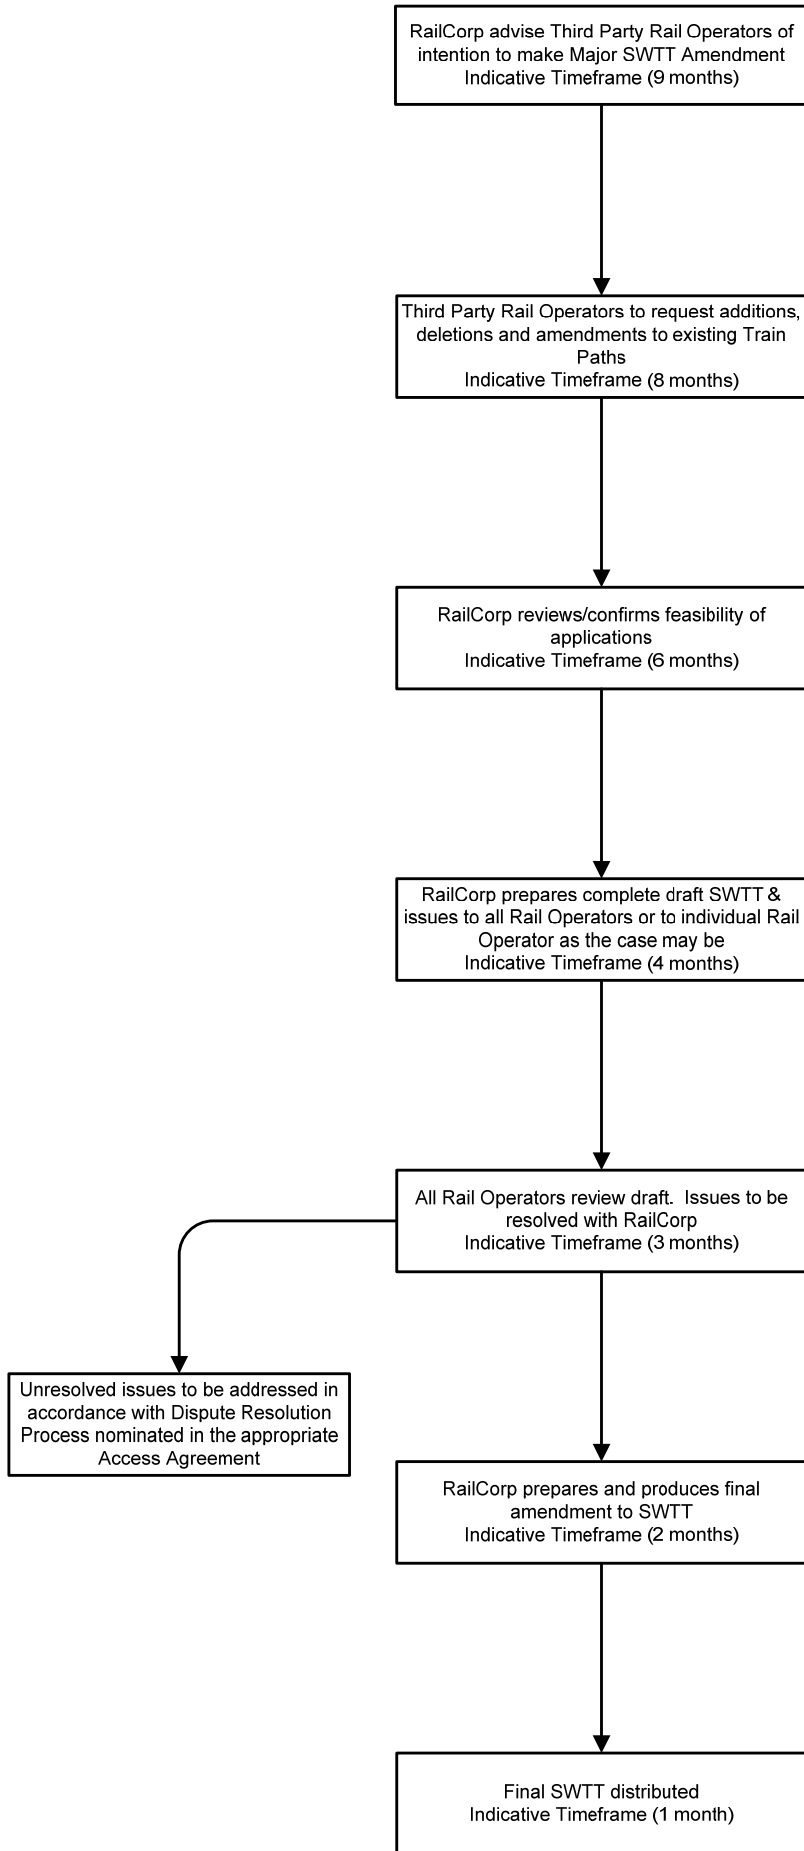 RailCorp advise Third Party Rail Operators of
intention to make Major SWTT Amendment
Indicative Timeframe (9 months)
Third Party Rail Operators to request additions,
deletions and amendments to existing Train
Paths
Indicative Timeframe (8 months)
RailCorp reviews/confirms feasibility of
applications
Indicative Timeframe (6 months)
RailCorp prepares complete draft SWTT &
issues to all Rail Operators or to individual Rail
Operator as the case may be
Indicative Timeframe (4 months)
All Rail Operators review draft.  Issues to be
resolved with RailCorp
Indicative Timeframe (3 months)
Unresolved issues to be addressed in
accordance with Dispute Resolution
Process nominated in the appropriate
Access Agreement
RailCorp prepares and produces final
amendment to SWTT
Indicative Timeframe (2 months)
Final SWTT distributed
Indicative Timeframe (1 month)